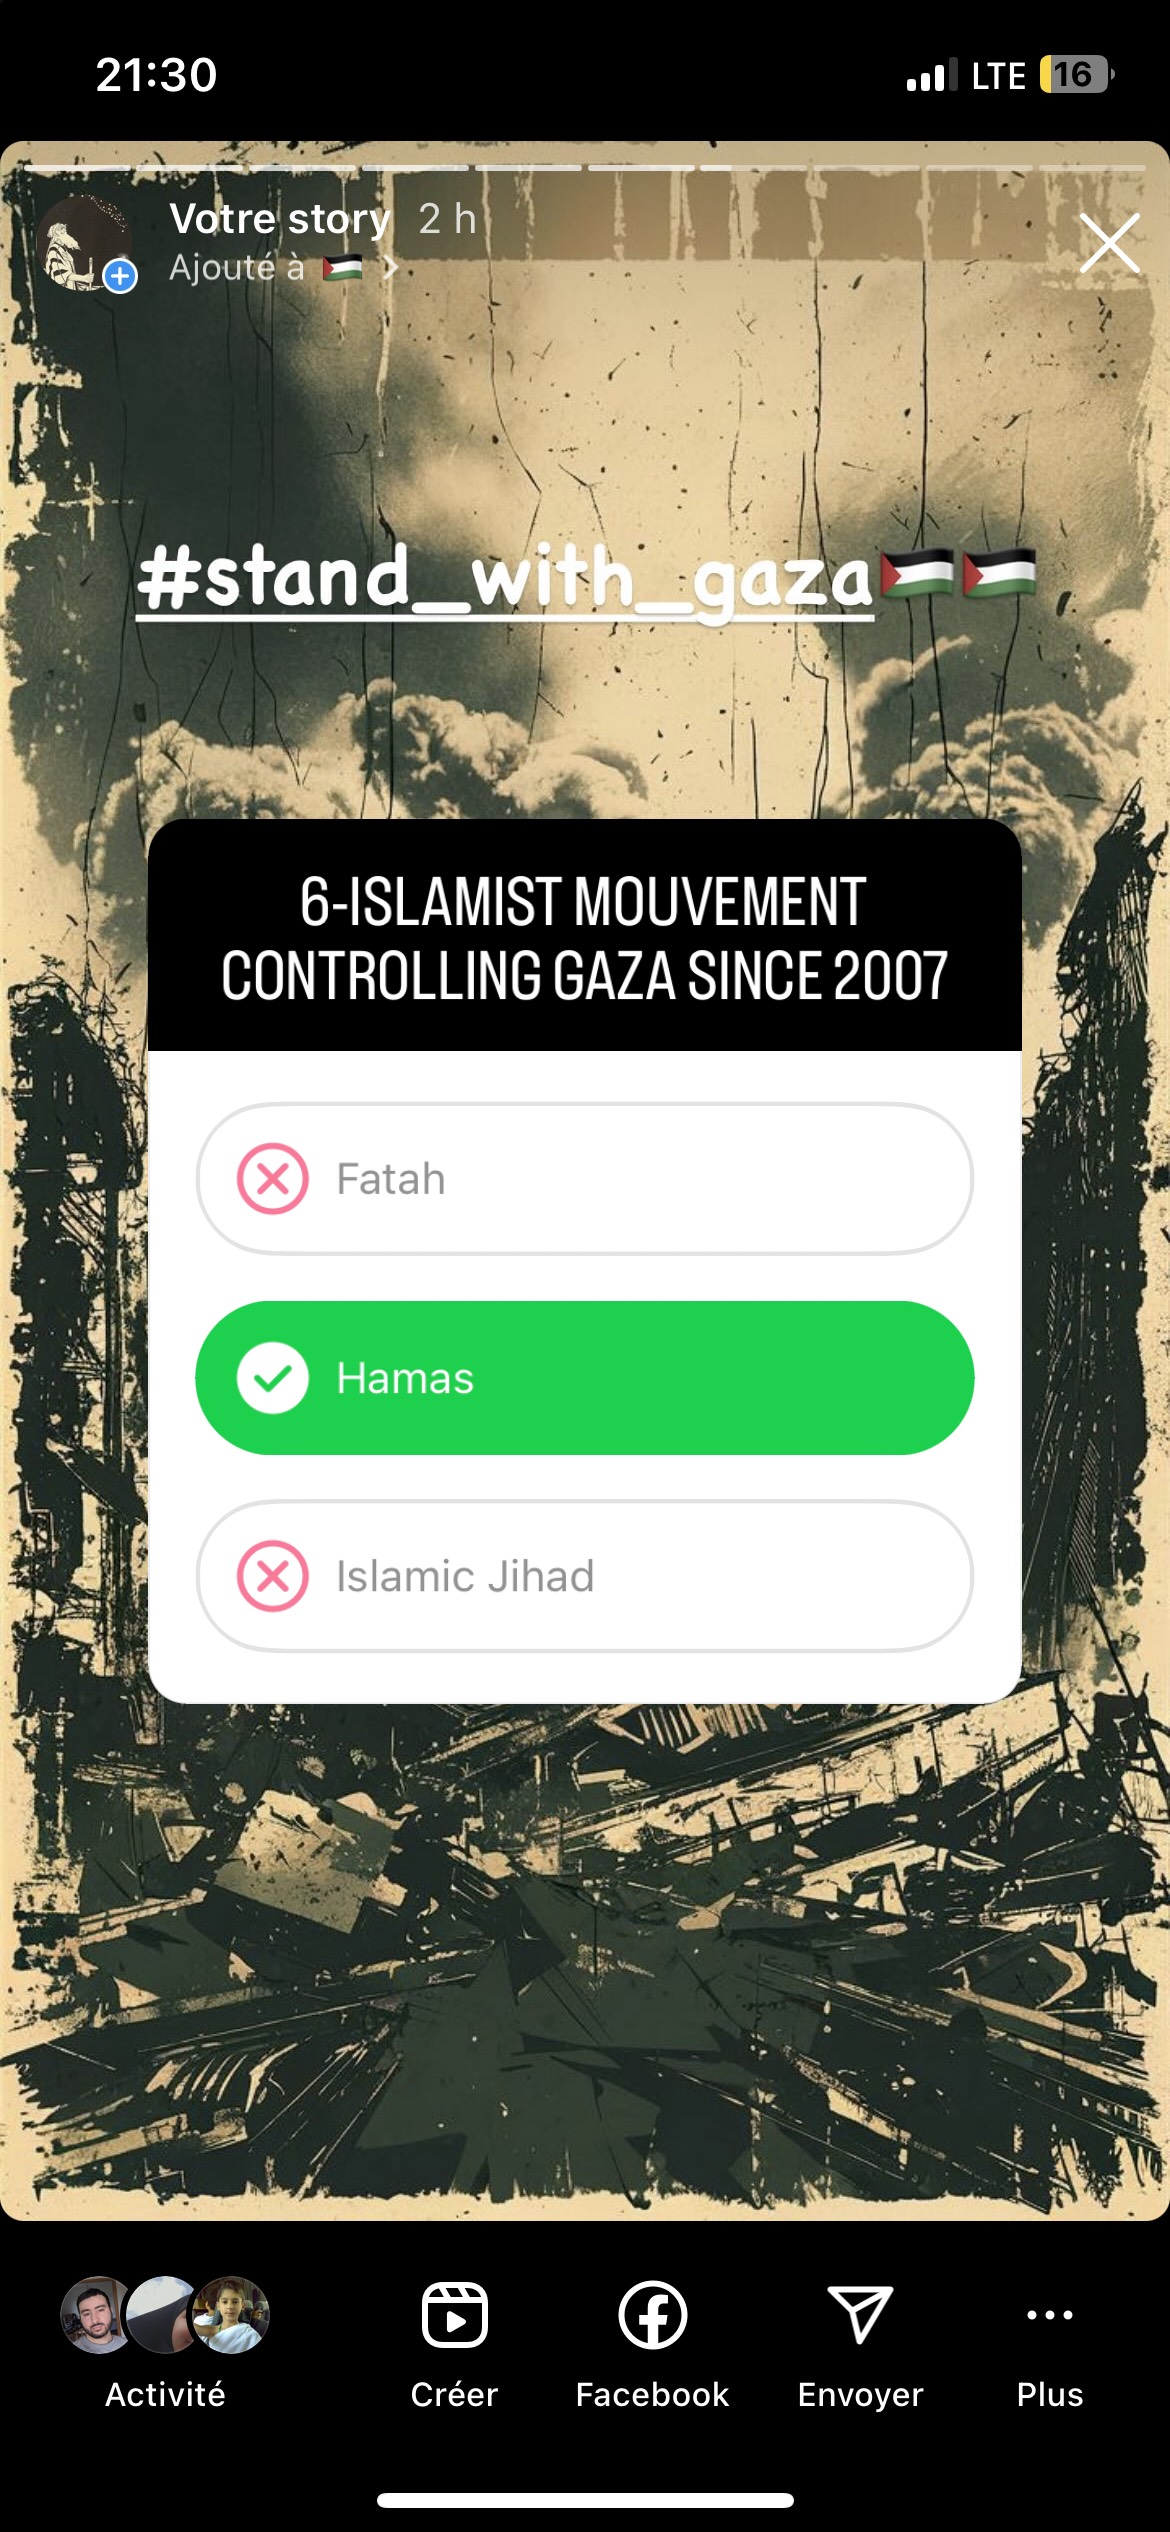 21:30
LTE 16
Votre story 2 h
Ajouté à 🇵🇸 >
#stand_with_gaza🇵🇸🇵🇸
6-ISLAMIST MOUVEMENT
CONTROLLING GAZA SINCE 2007
Fatah
Hamas
Islamic Jihad
Activité
Créer
Facebook
Envoyer
Plus